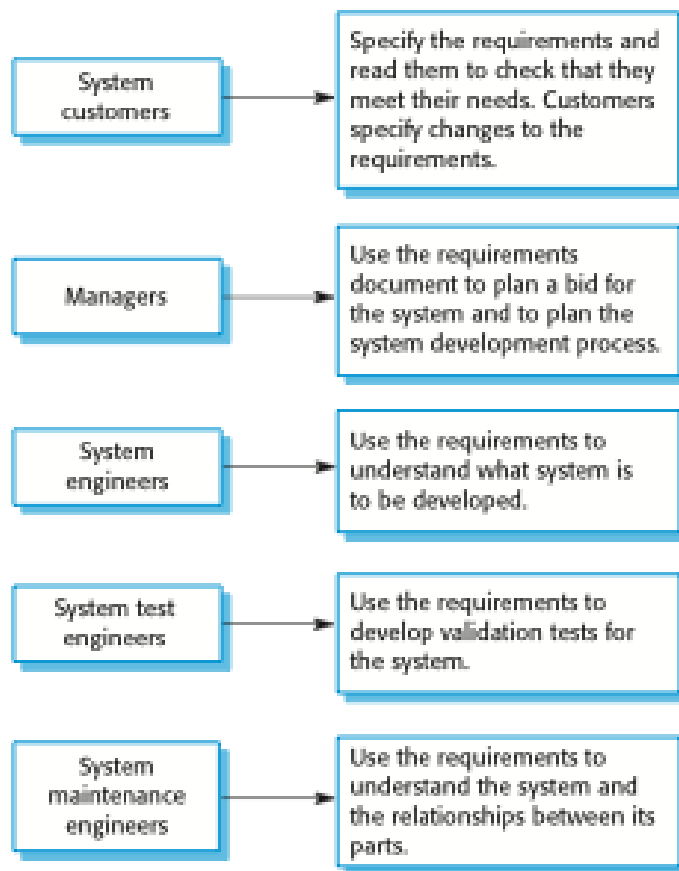 System
customers
Specify the requirements and
read them to check that they
meet their needs. Customers
specify changes to the
requirements.
Managers
Use the requirements
document to plan a bid for
the system and to plan the
system development process.
System
engineers
Use the requirements to
understand what system is
to be developed.
System test
engineers
Use the requirements to
develop validation tests for
the system.
System
maintenance
engineers
Use the requirements to
understand the system and
the relationships between its
parts.